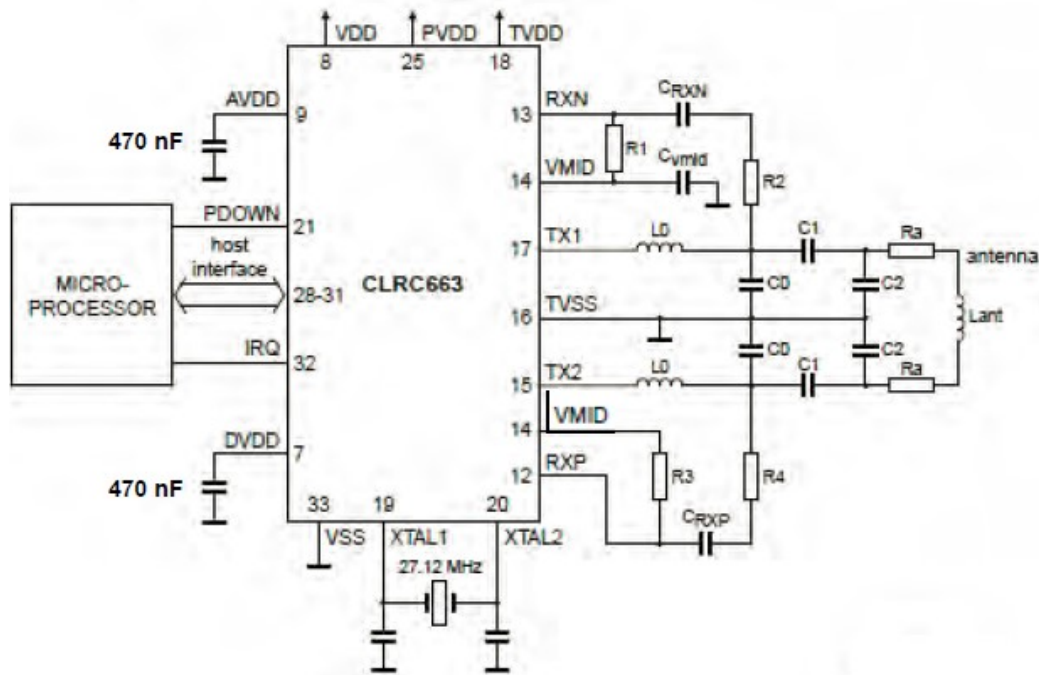 VDD PVDD TVDD
8 25 18
AVDD
9
470 nF
RXN
13
CRXN
R1
VMID
14
Cvmid
R2
PDOWN
21
host
interface
MICRO-
PROCESSOR
28-31
CLRC663
IRQ
32
TX1
17
L0
C1
Ra
antenna
C0
C2
TVSS
16
Lant
C0
C2
L0
TX2
15
C1
Ra
VMID
14
RXP
12
R3
R4
CRXP
DVDD
7
470 nF
33 19 20
VSS XTAL1 XTAL2
27.12 MHz